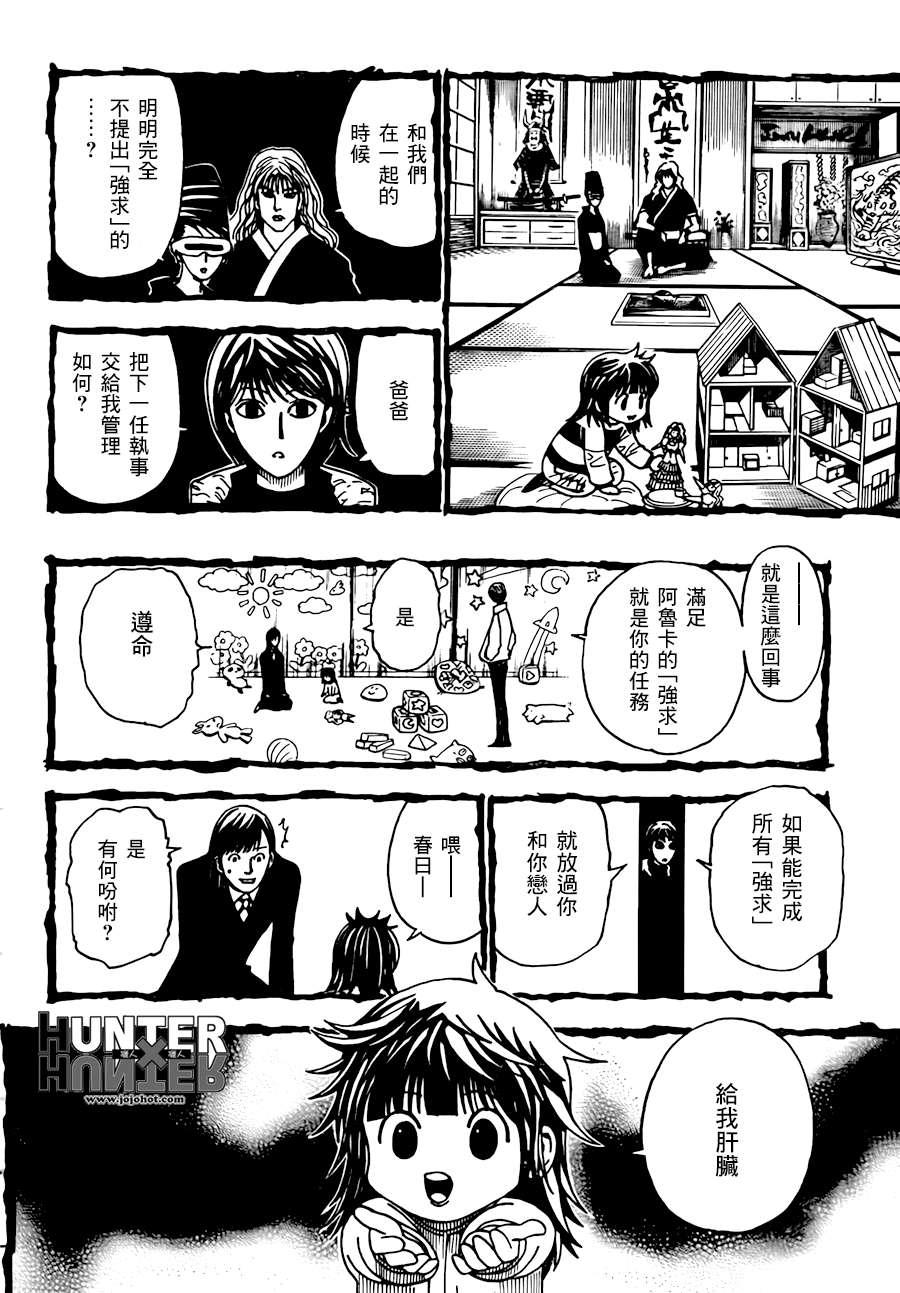 和我們
在一起的
時候
明明完全
不提出「強求」的
……？
爸爸
把下一任執事
交給我管理
如何？
——
就是這麼回事
滿足
阿魯卡的「強求」
就是你的任務
是
遵命
如果能完成
所有「強求」
就放過你
和你戀人
喂——
春日—
是
有何吩咐？
給我肝臟
HUNTER
×
HUNTER
獵人
獵人
www.jojohot.com